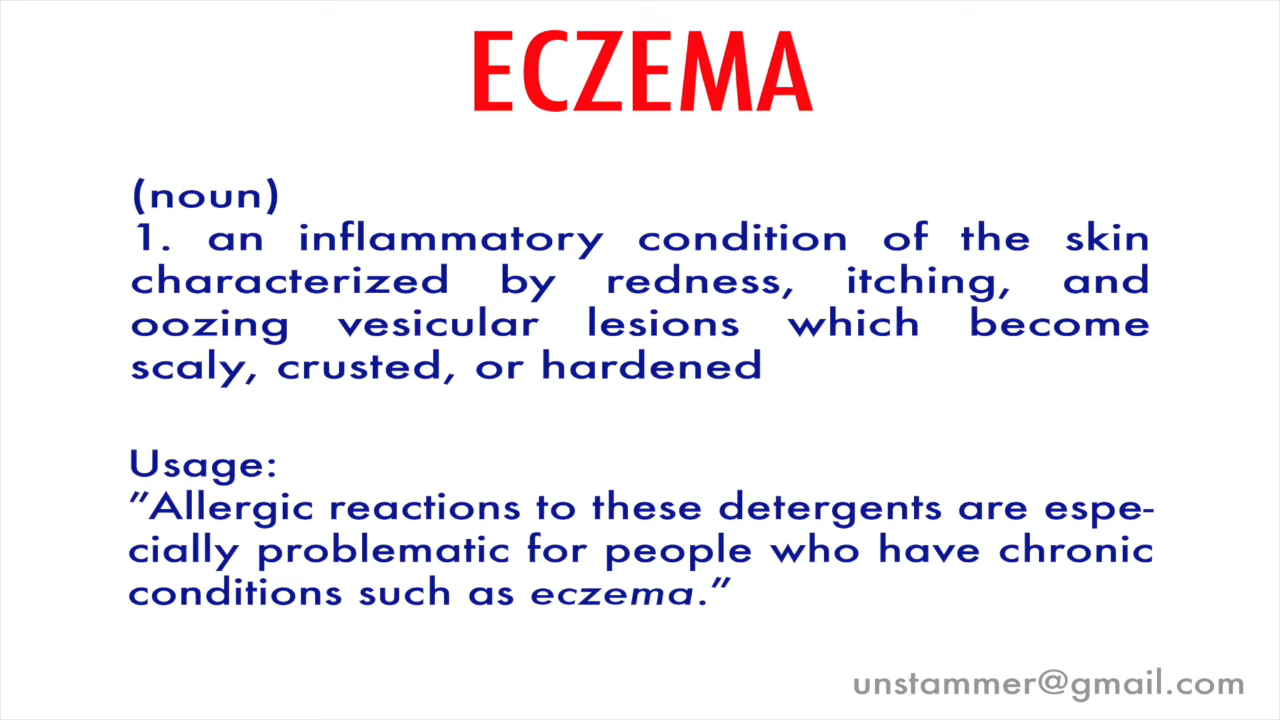 ECZEMA
(noun)
1. an inflammatory condition of the skin
characterized by redness, itching, and
oozing vesicular lesions which become
scaly, crusted, or hardened
Usage:
"Allergic reactions to these detergents are espe-
cially problematic for people who have chronic
conditions such as eczema."
unstammer@gmail.com